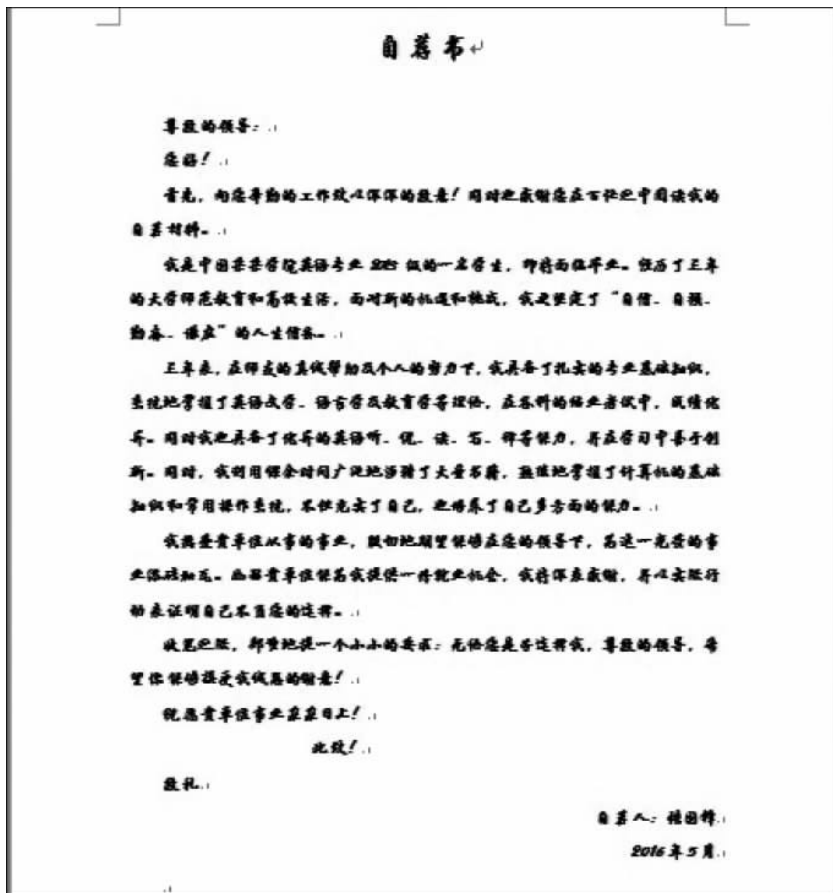 自荐书
尊敬的领导：
您好！
首先，向您辛勤的工作致以深深的敬意！同时也感谢您在百忙之中阅读我的
自荐材料。
我是中国某某学院英语专业 级的一名学生，即将面临毕业。经历了三年
的大学师范教育和高校生活，面对新的机遇和挑战，我更坚定了“自信、自强、
勤奋、谦虚”的人生信条。
三年来，在师友的真诚帮助及个人的努力下，我具备了扎实的专业基础知识，
系统地掌握了英语文学、语言学及教育学等理论，在各科的结业考试中，成绩优
异。同时我也具备了优异的英语听、说、读、写、译等能力，并在学习中善于创
新。同时，我利用课余时间广泛地涉猎了大量书籍，熟练地掌握了计算机的基础
知识和常用操作系统，不但充实了自己，也培养了自己多方面的能力。
我热爱贵单位从事的事业，殷切地期望能够在您的领导下，为这一光荣的事
业添砖加瓦。如果贵单位能为我提供一件就业机会，我将深表感谢，并以实际行
动来证明自己不负您的选择。
收笔之际，郑重地提一个小小的要求：无论您是否选择我，尊敬的领导，希
望你能够接受我诚恳的谢意！
祝愿贵单位事业蒸蒸日上！
此致！
敬礼
自荐人：张国锋
2016年5月